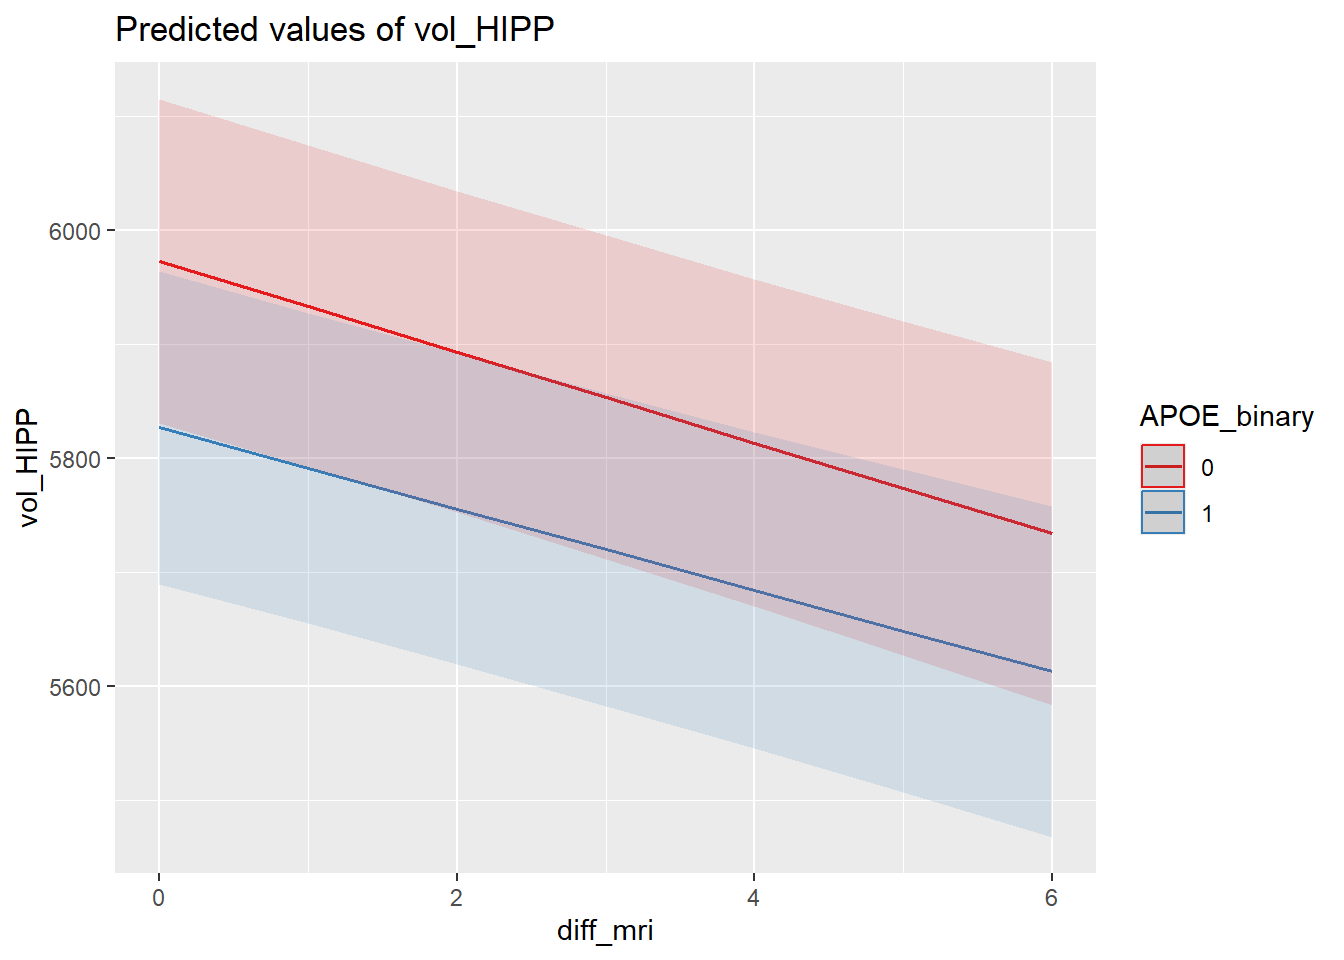 Predicted values of vol_HIPP
vol_HIPP
6000
5800
5600
0
2
4
6
diff_mri
APOE_binary
0
1